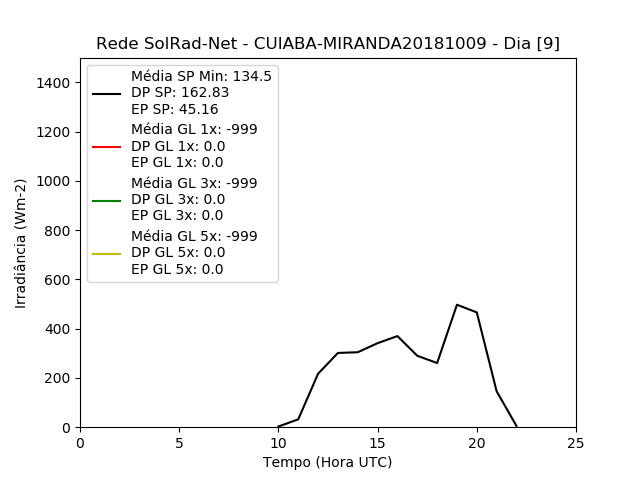 Rede SolRad-Net - CUIABA-MIRANDA20181009 - Dia [9]
Média SP Min: 134.5
DP SP: 162.83
EP SP: 45.16
Média GL 1x: -999
DP GL 1x: 0.0
EP GL 1x: 0.0
Média GL 3x: -999
DP GL 3x: 0.0
EP GL 3x: 0.0
Média GL 5x: -999
DP GL 5x: 0.0
EP GL 5x: 0.0
Irradiância (Wm-2)
1400
1200
1000
800
600
400
200
0
0 5 10 15 20 25
Tempo (Hora UTC)